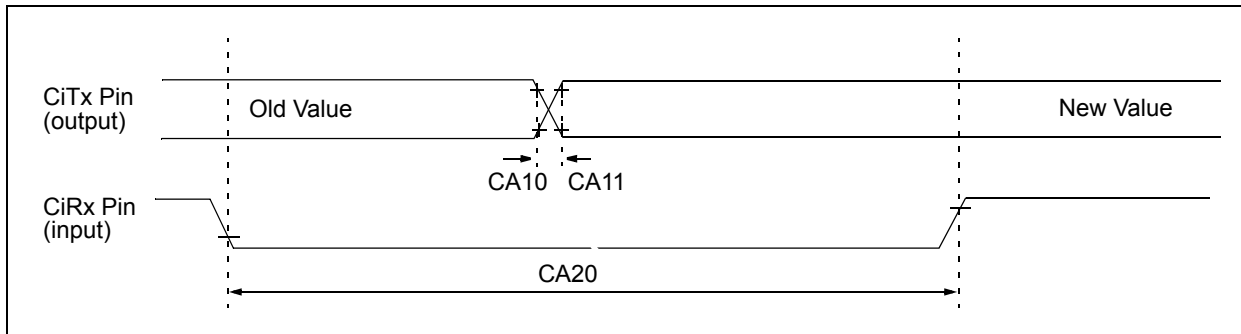 CiTx Pin
(output)
Old Value
New Value
CA10 CA11
CiRx Pin
(input)
CA20